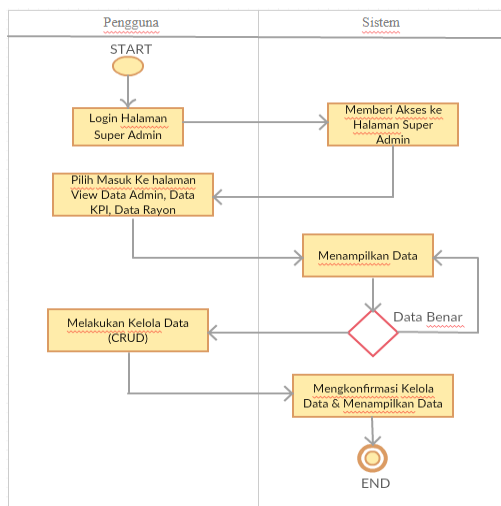 Pengguna
Sistem
START
Login Halaman
Super Admin
Memberi Akses ke
Halaman Super
Admin
Pilih Masuk Ke halaman
View Data Admin, Data
KPI, Data Rayon
Menampilkan Data
Data Benar
Melakukan Kelola Data
(CRUD)
Mengkonfirmasi Kelola
Data & Menampilkan Data
END